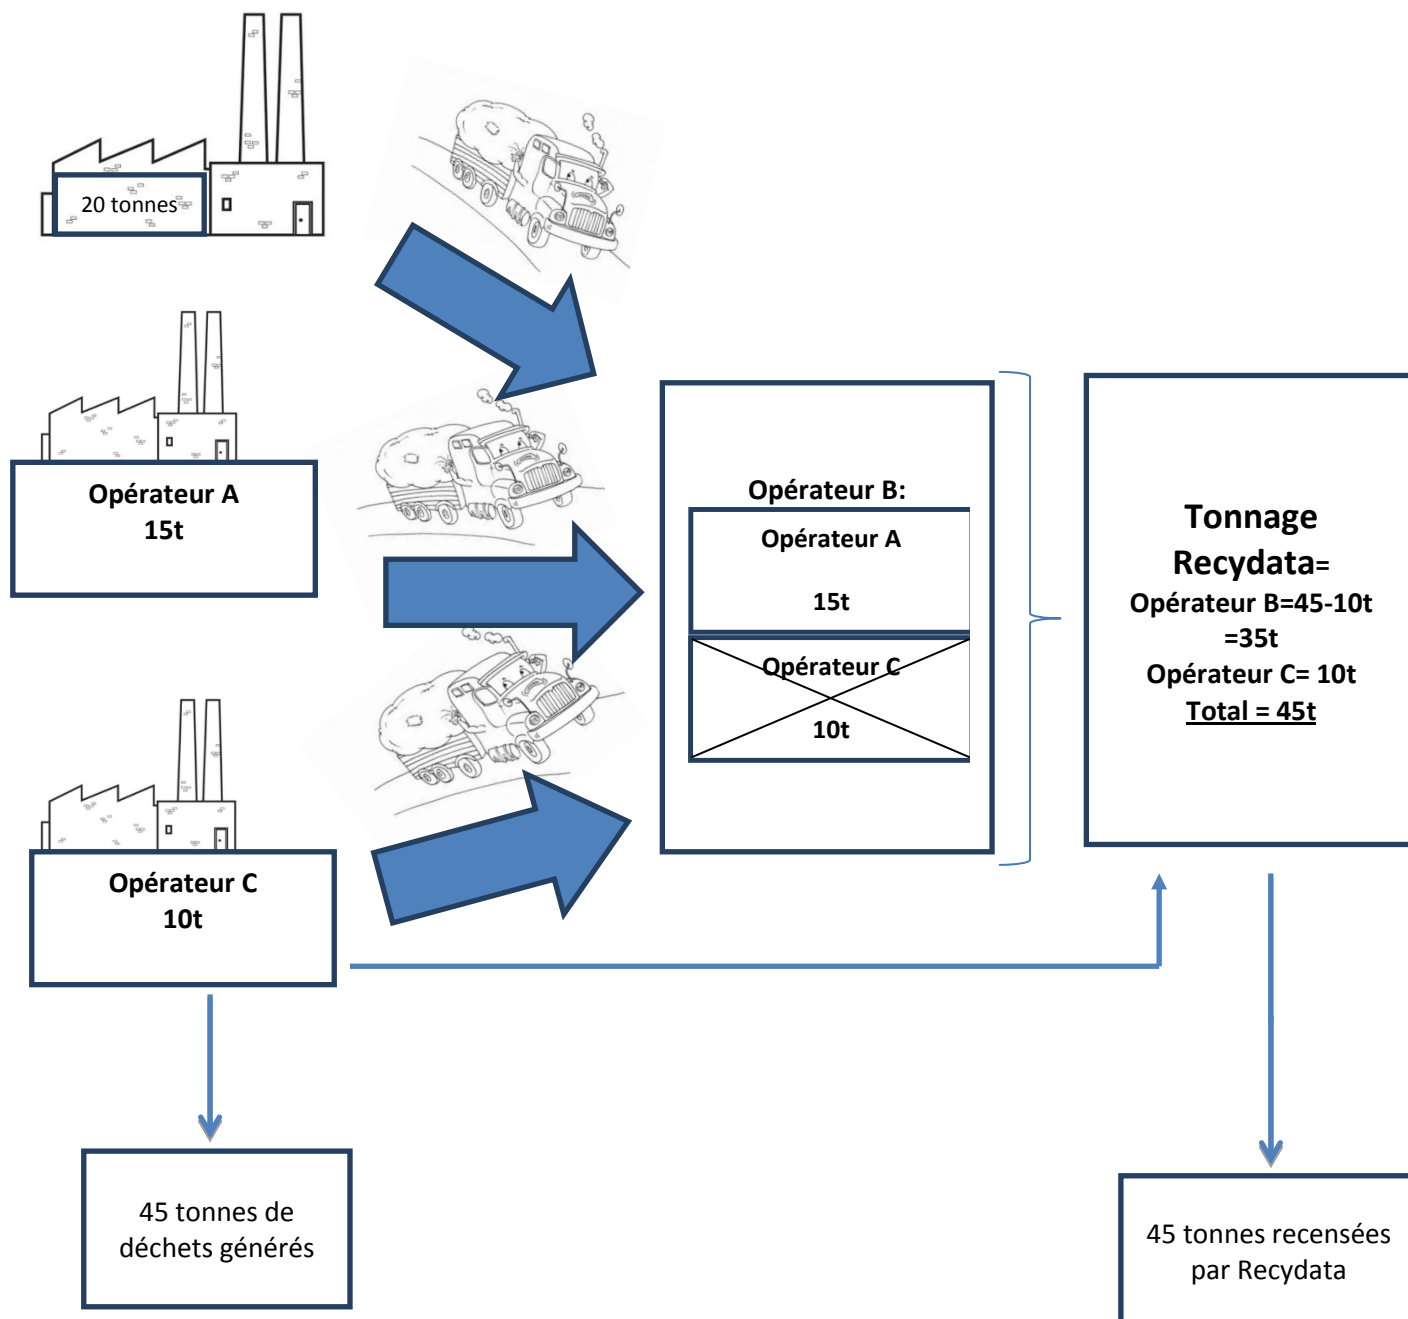 20 tonnes
Opérateur A
15t
Opérateur C
10t
45 tonnes de
déchets générés
Opérateur B:
Opérateur A
15t
Opérateur C
10t
Tonnage
Recydata=
Opérateur B=45-10t
=35t
Opérateur C= 10t
Total = 45t
45 tonnes recensées
par Recydata